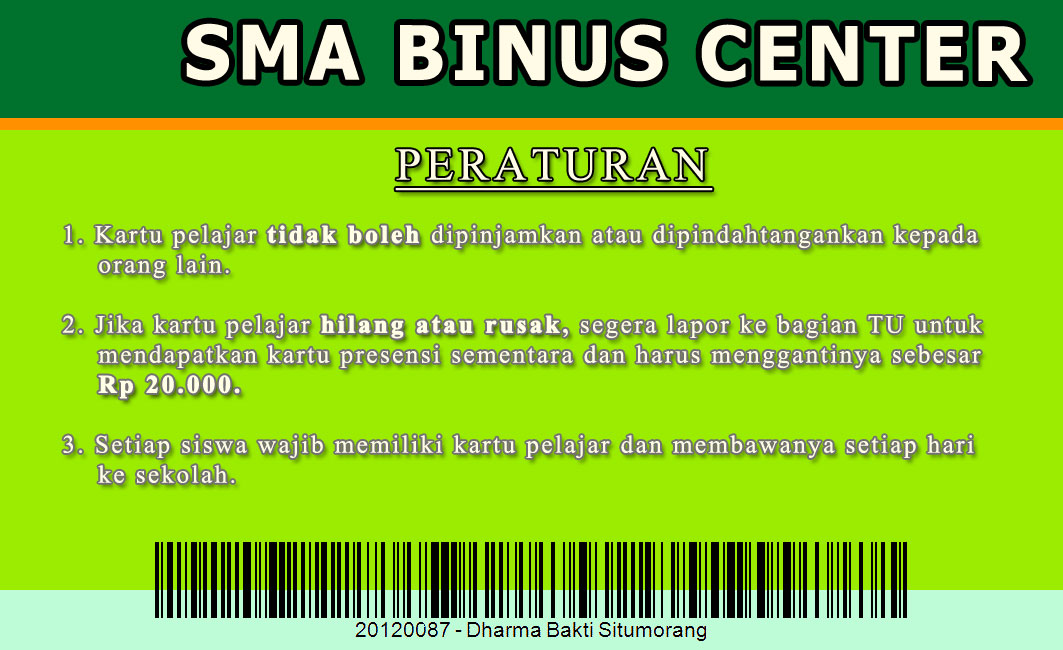 SMA BINUS CENTER
PERATURAN
1. Kartu pelajar tidak boleh dipinjamkan atau dipindahtangankan kepada
orang lain.
2. Jika kartu pelajar hilang atau rusak, segera lapor ke bagian TU untuk
mendapatkan kartu presensi sementara dan harus menggantinya sebesar
Rp 20.000.
3. Setiap siswa wajib memiliki kartu pelajar dan membawanya setiap hari
ke sekolah.
20120087 - Dharma Bakti Situmorang